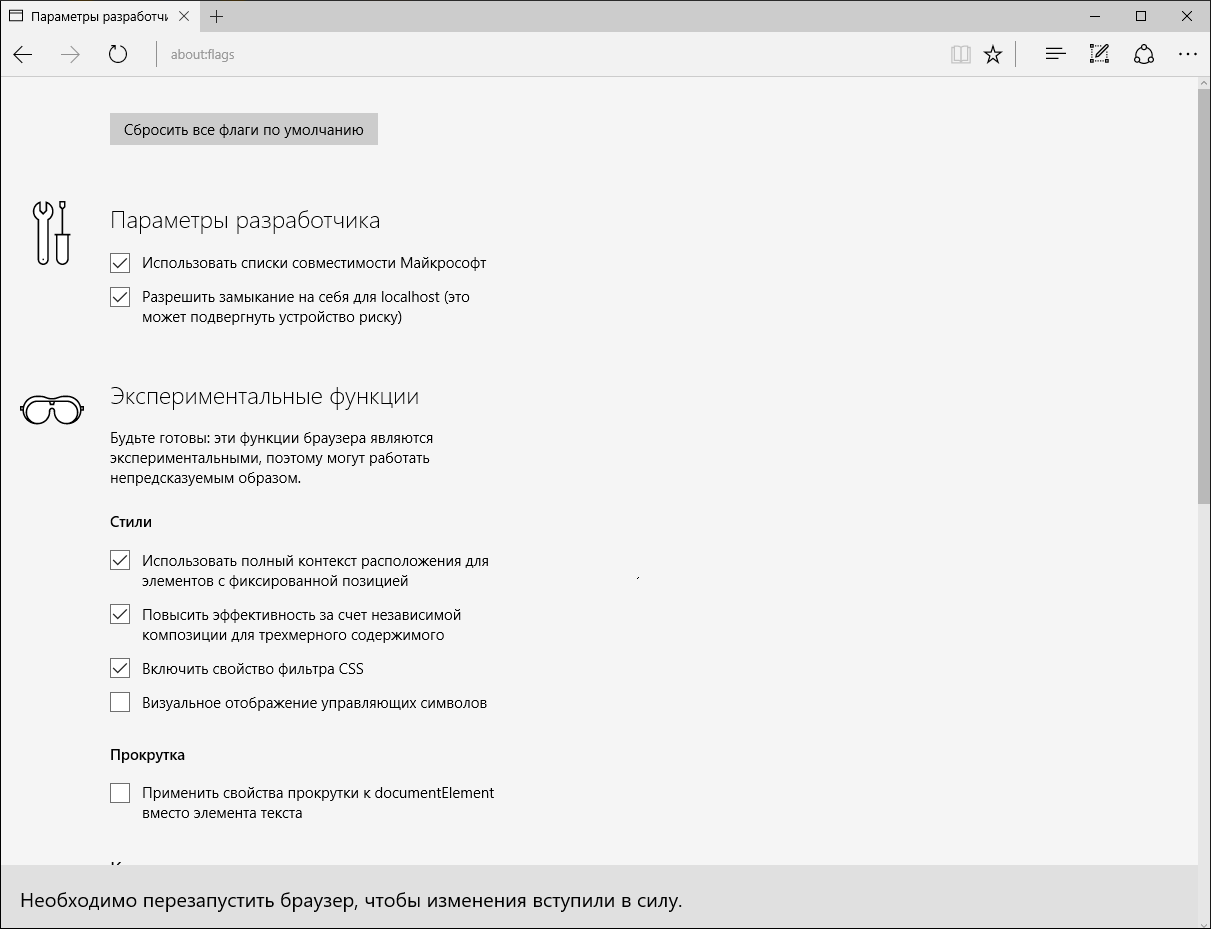 Параметры разработчи
about:flags
Сбросить все флаги по умолчанию
Параметры разработчика
Использовать списки совместимости Майкрософт
Разрешить замыкание на себя для localhost (это
может подвергнуть устройство риску)
Экспериментальные функции
Будьте готовы: эти функции браузера являются
экспериментальными, поэтому могут работать
непредсказуемым образом.
Стили
Использовать полный контекст расположения для
элементов с фиксированной позицией
Повысить эффективность за счет независимой
композиции для трехмерного содержимого
Включить свойство фильтра CSS
Визуальное отображение управляющих символов
Прокрутка
Применить свойства прокрутки к documentElement
вместо элемента текста
Необходимо перезапустить браузер, чтобы изменения вступили в силу.